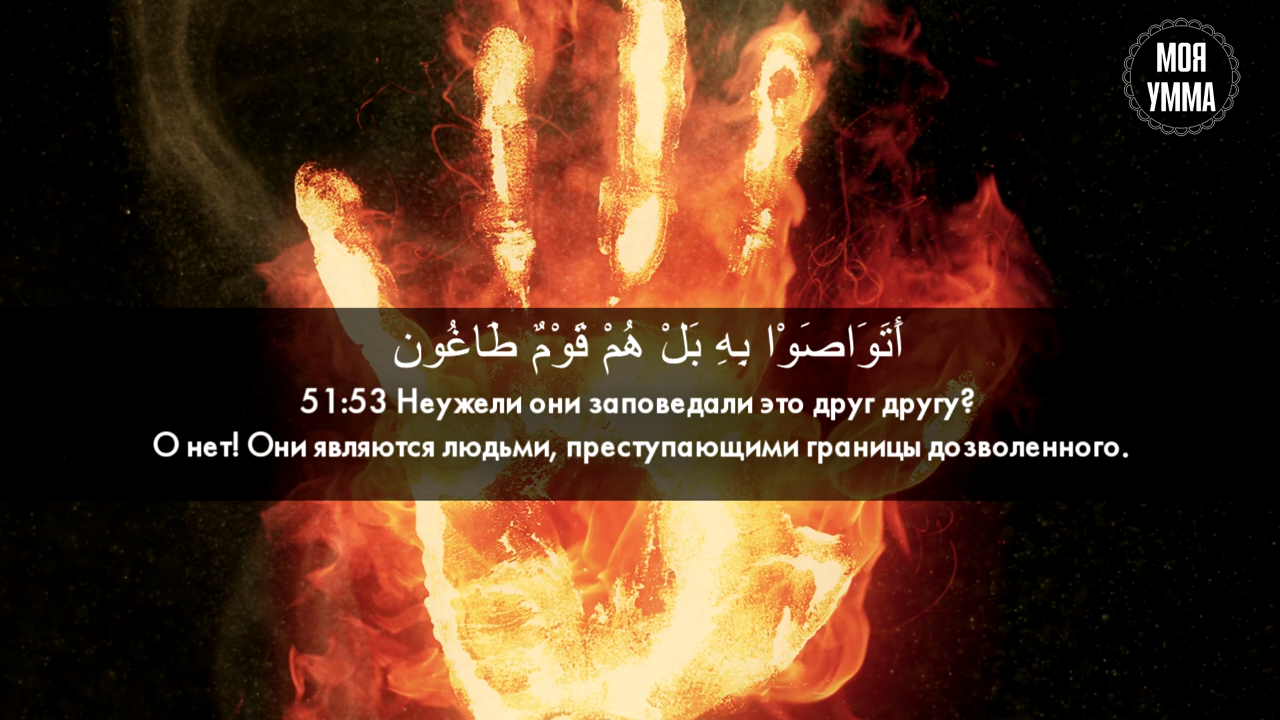 МОЯ
УММА
أَتَوَاصَوْا بِهِ بَلْ هُمْ قَوْمٌ طَاغُون
51:53 Неужели они заповедали это друг другу?
О нет! Они являются людьми, преступающими границы дозволенного.